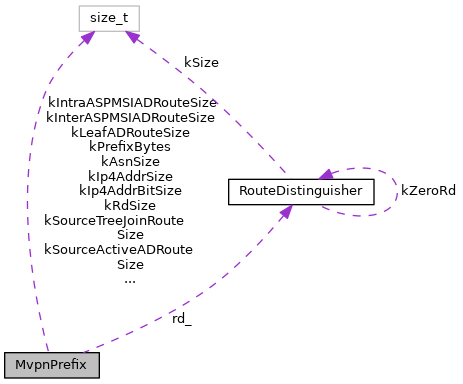 size_t
kSize
kIntraASPMSIADRouteSize
kInterASPMSIADRouteSize
kLeafADRouteSize
kPrefixBytes
kAsnSize
kIp4AddrSize
kIp4AddrBitSize
kRdSize
kSourceTreeJoinRoute
Size
kSourceActiveADRoute
Size
...
RouteDistinguisher
kZeroRd
rd_
MvpnPrefix